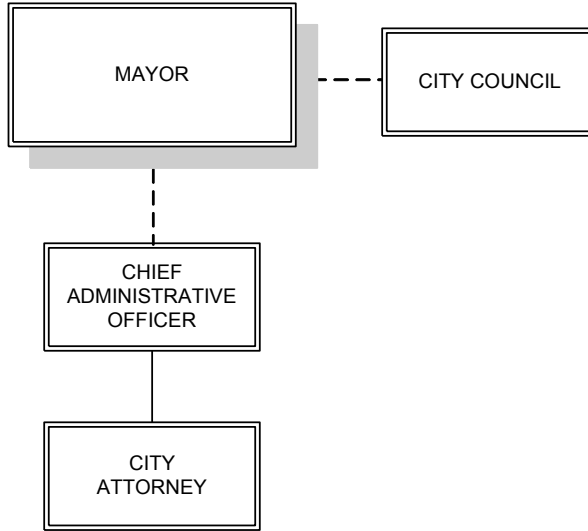 MAYOR
CITY COUNCIL
CHIEF
ADMINISTRATIVE
OFFICER
CITY
ATTORNEY